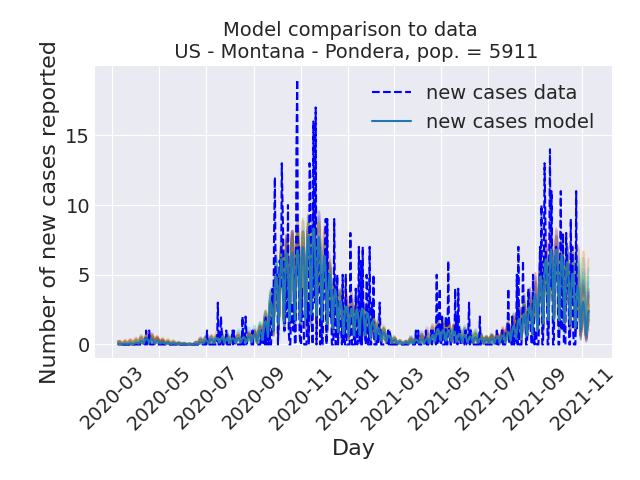 Model comparison to data
US - Montana - Pondera, pop. = 5911
Number of new cases reported
15
10
5
0
new cases data
new cases model
2020-03
2020-05
2020-07
2020-09
2020-11
2021-01
2021-03
2021-05
2021-07
2021-09
2021-11
Day